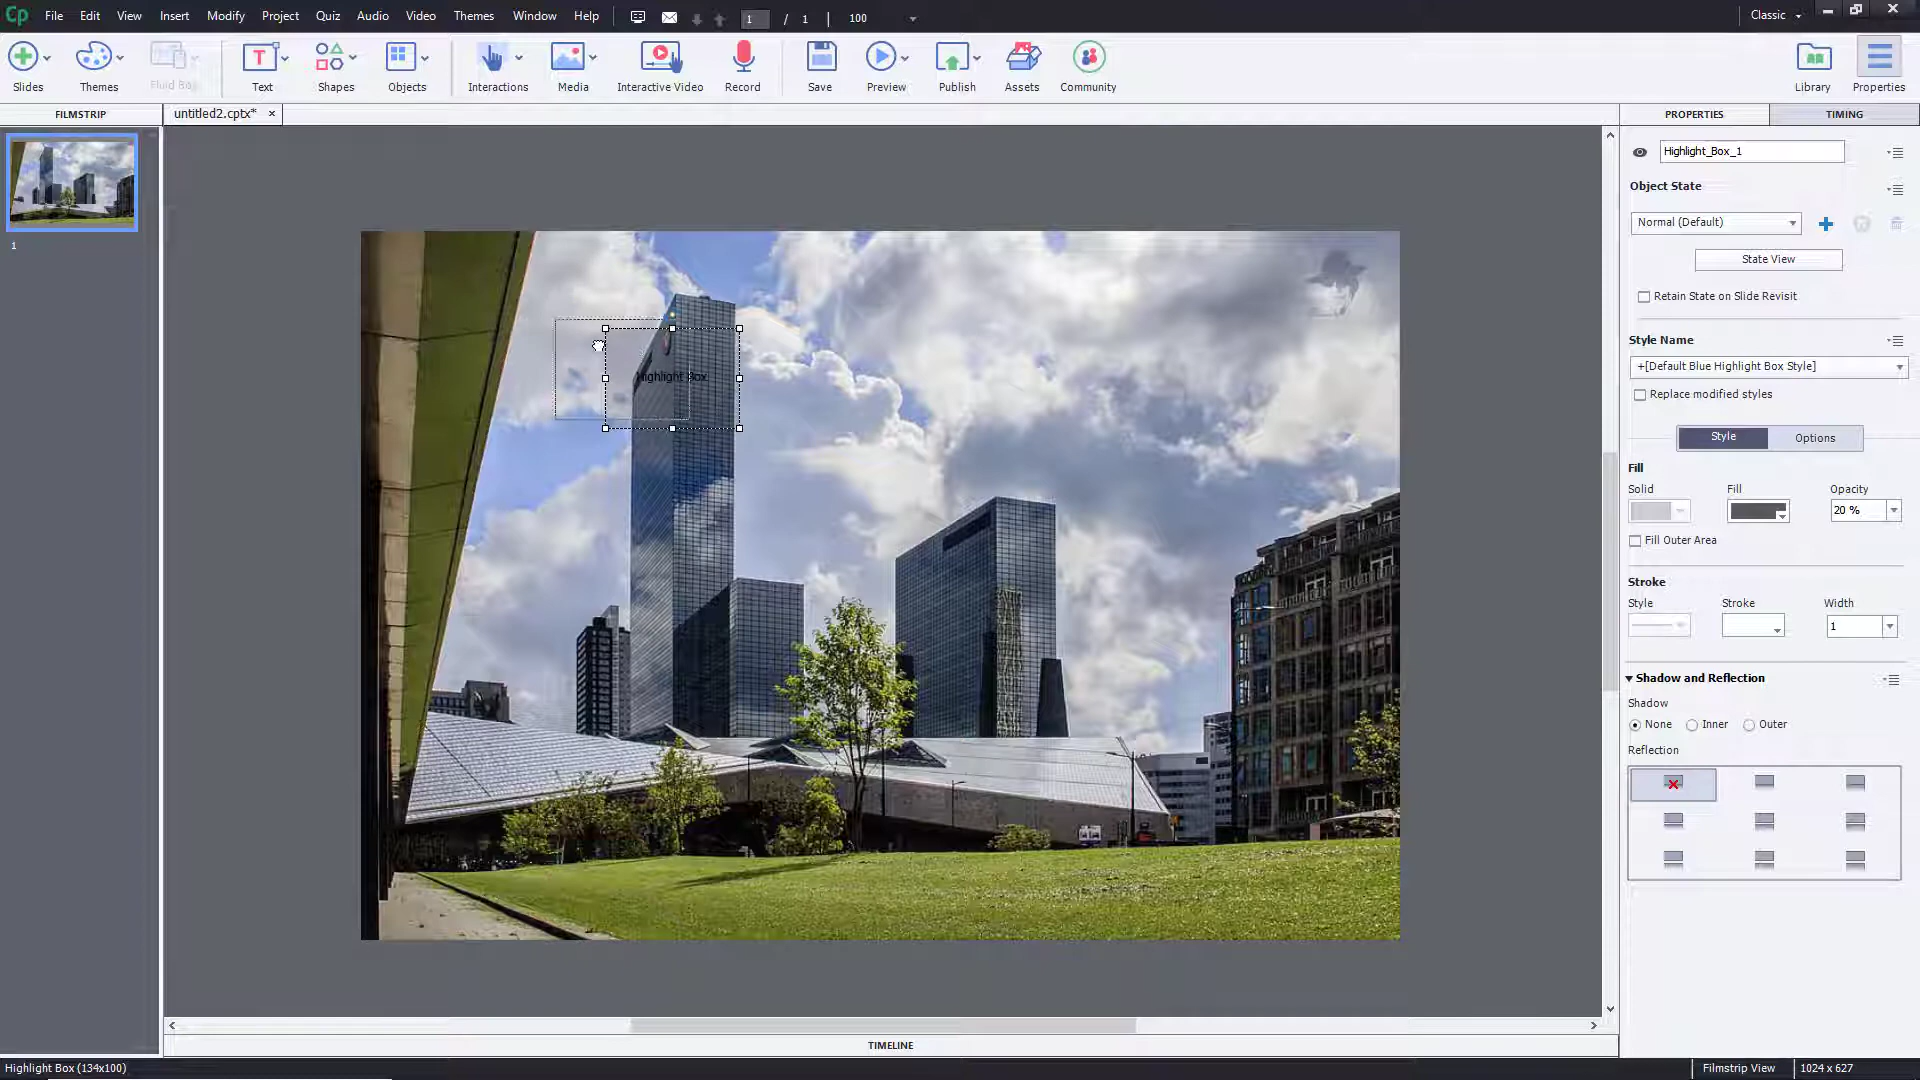 Cp File Edit View Insert Modify Project Quiz Audio Video Themes Window Help 1 / 1 100 Classic
Slides Themes Fluid Box Text Shapes Objects Interactions Media Interactive Video Record Save Preview Publish Assets Community Library Properties
FILMSTRIP untitled2.cptx* PROPERTIES TIMING
Highlight_Box_1
Object State
Normal (Default)
State View
Retain State on Slide Revisit
Style Name
+[Default Blue Highlight Box Style]
Replace modified styles
Style Options
Fill
Solid Fill Opacity
20 %
Fill Outer Area
Stroke
Style Stroke Width
1
Shadow and Reflection
Shadow
None Inner Outer
Reflection
1
Highlight Box
TIMELINE
Highlight Box (134x100) Filmstrip View 1024 x 627